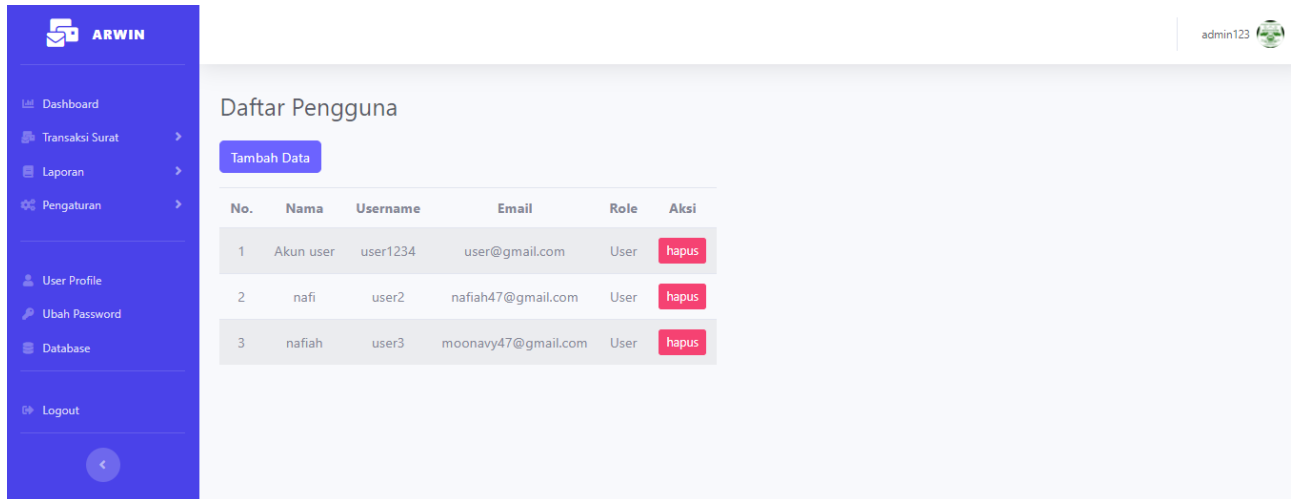 ARWIN
admin123
Dashboard
Transaksi Surat
Laporan
Pengaturan
User Profile
Ubah Password
Database
Logout
Daftar Pengguna
Tambah Data
No. Nama Username Email Role Aksi
1 Akun user user1234 user@gmail.com User hapus
2 nafi user2 nafiah47@gmail.com User hapus
3 nafiah user3 moonavy47@gmail.com User hapus